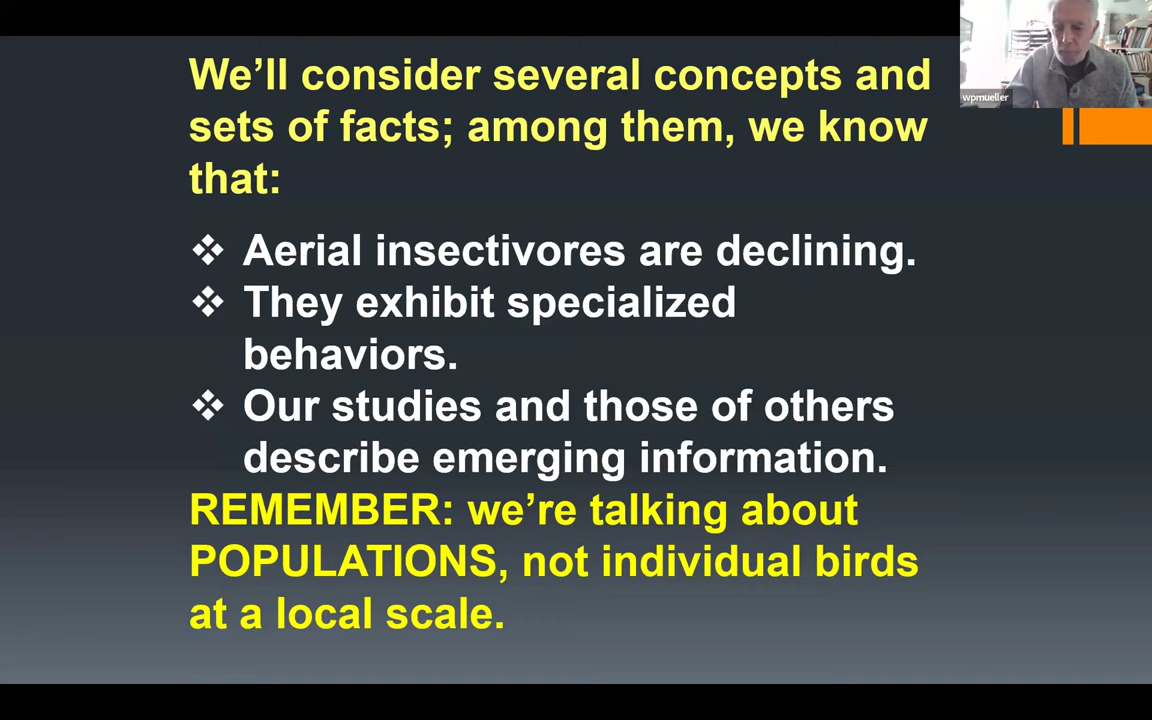 We’ll consider several concepts and
sets of facts; among them, we know
that:
❖ Aerial insectivores are declining.
❖ They exhibit specialized
behaviors.
❖ Our studies and those of others
describe emerging information.
REMEMBER: we’re talking about
POPULATIONS, not individual birds
at a local scale.
wpmueller